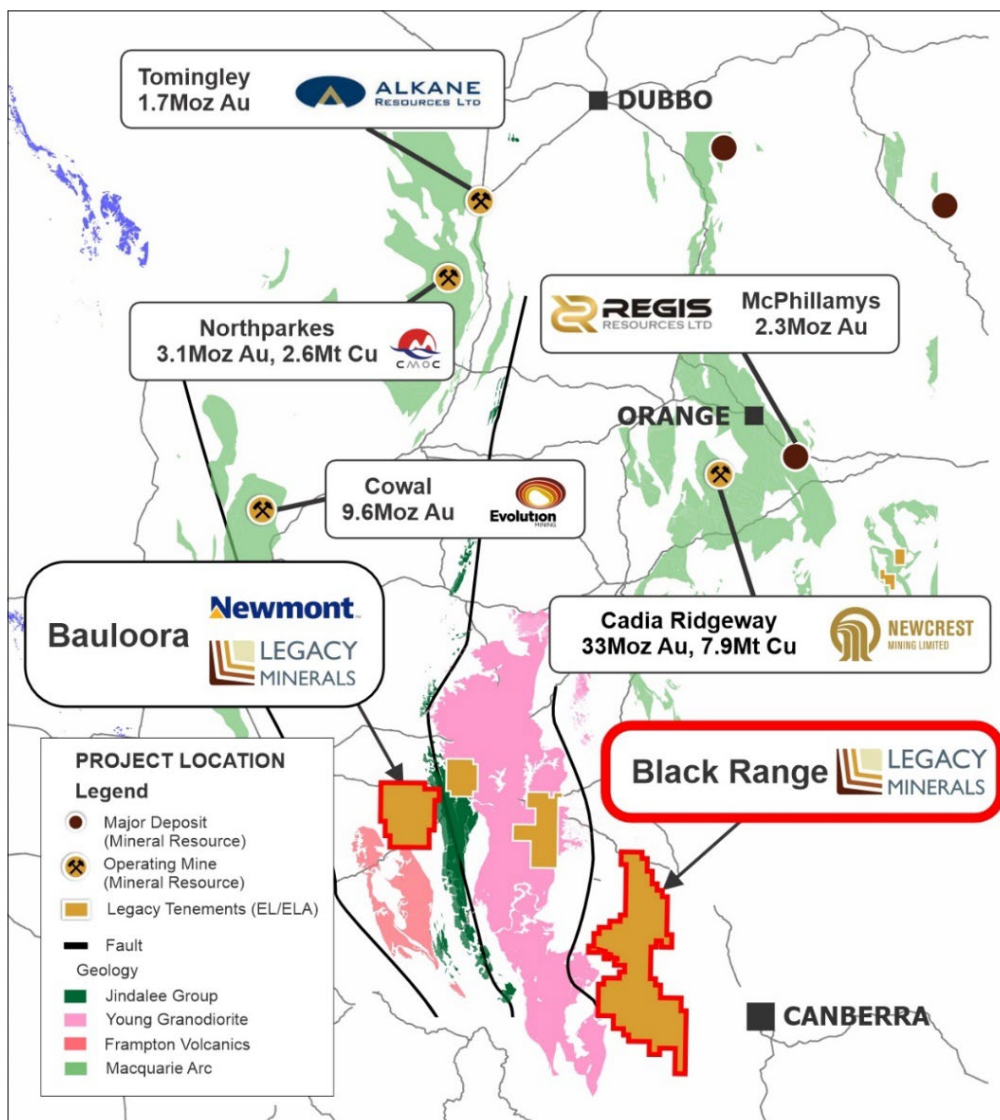 Tomingley
1.7Moz Au
ALKANE
RESOURCES LTD
DUBBO
Northparkes
3.1Moz Au, 2.6Mt Cu
CMOC
REGIS
RESOURCES LTD
McPhillamys
2.3Moz Au
ORANGE
Cowal
9.6Moz Au
Evolution
MINING
Bauloora
Newmont™
LEGACY
MINERALS
Cadia Ridgeway
33Moz Au, 7.9Mt Cu
NEWCREST
MINING LIMITED
Black Range
LEGACY
MINERALS
PROJECT LOCATION
Legend
Major Deposit
(Mineral Resource)
Operating Mine
(Mineral Resource)
Legacy Tenements (EL/ELA)
Fault
Geology
Jindalee Group
Young Granodiorite
Frampton Volcanics
Macquarie Arc
CANBERRA